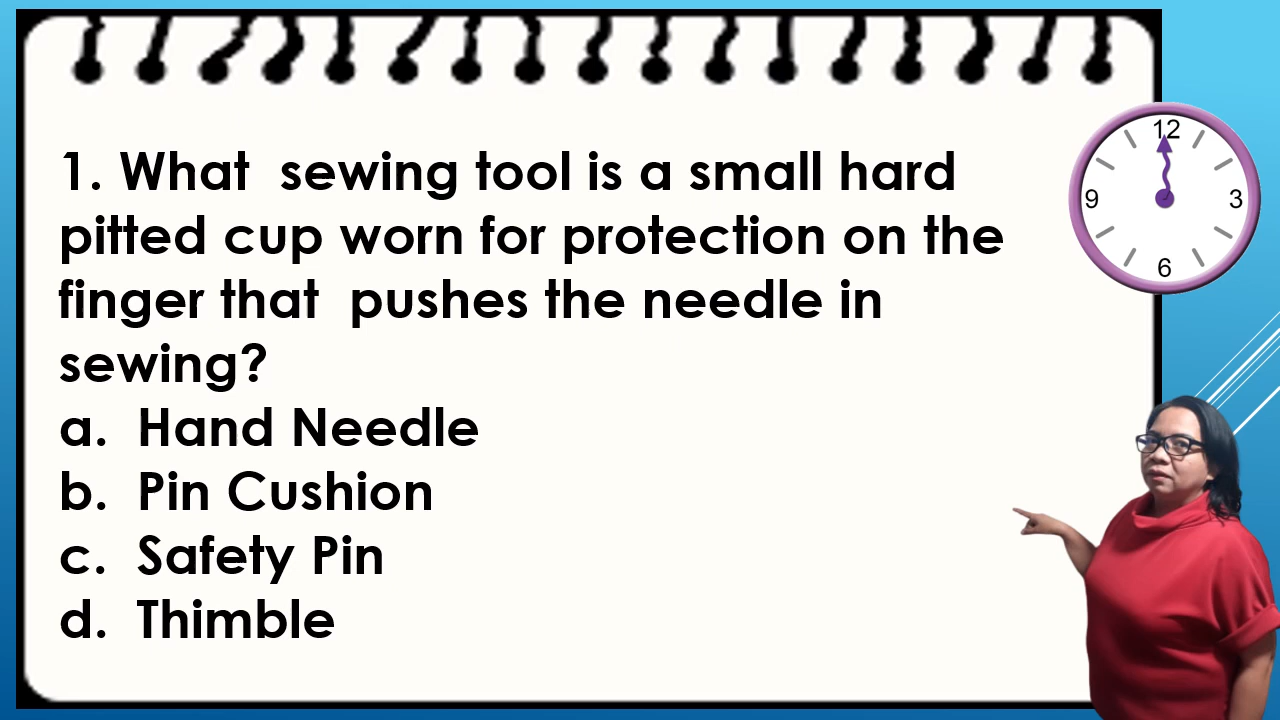 1. What  sewing tool is a small hard
pitted cup worn for protection on the
finger that  pushes the needle in
sewing?
a.  Hand Needle
b.  Pin Cushion
c.  Safety Pin
d.  Thimble
12
9
3
6